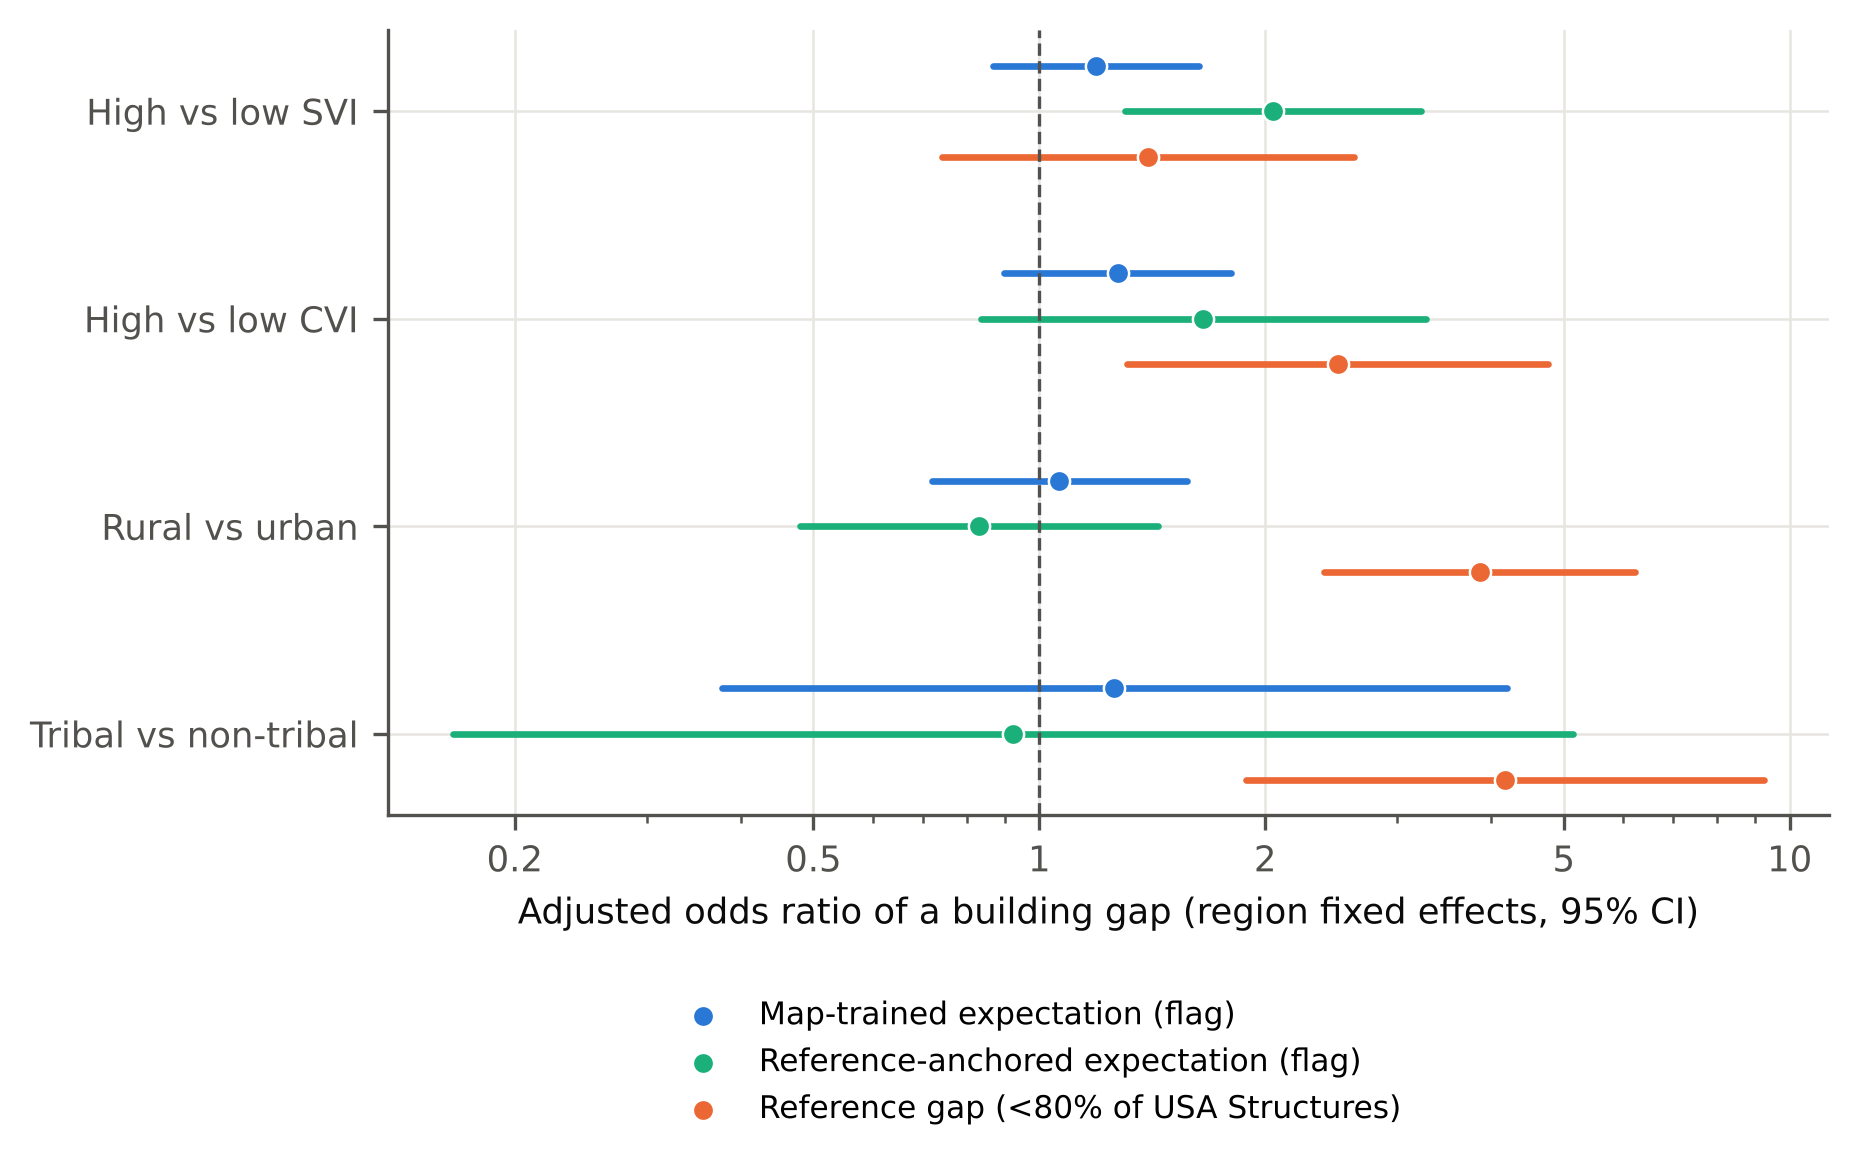 High vs low SVI
High vs low CVI
Rural vs urban
Tribal vs non-tribal
0.2 0.5 1 2 5 10
Adjusted odds ratio of a building gap (region fixed effects, 95% CI)
Map-trained expectation (flag)
Reference-anchored expectation (flag)
Reference gap (<80% of USA Structures)